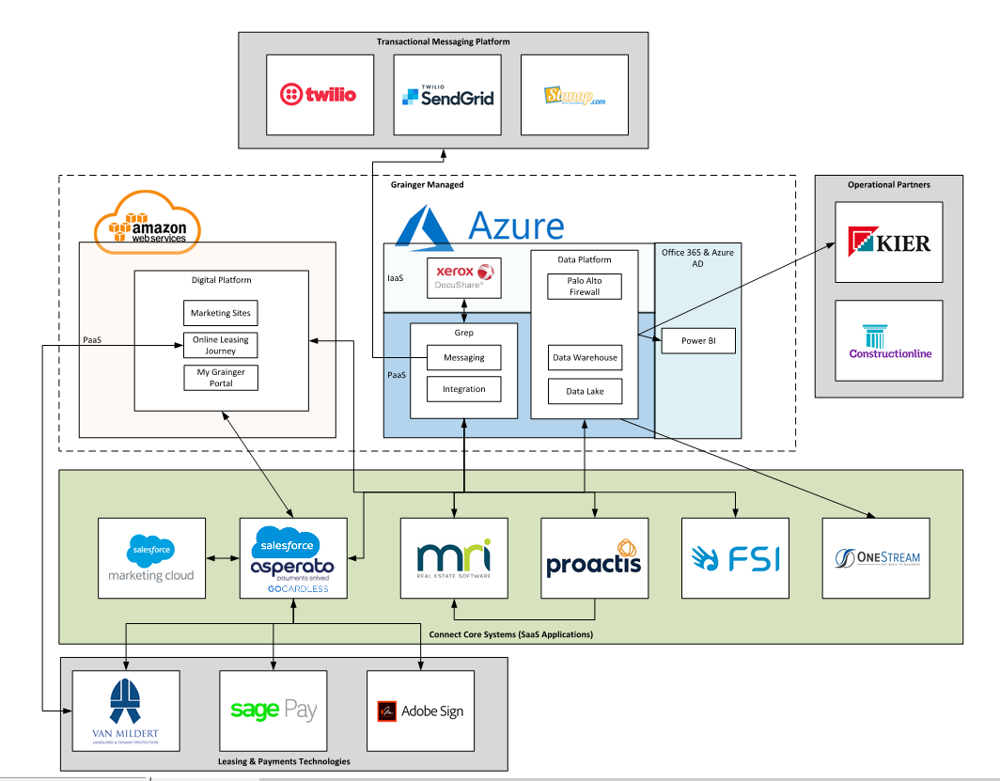 Transactional Messaging Platform
twilio
TWILIO
SendGrid
Stannp.com
Grainger Managed
amazon
web services
Azure
Operational Partners
KIER
Constructionline
Digital Platform
Marketing Sites
Online Leasing
Journey
My Grainger
Portal
PaaS
IaaS
xerox
DocuShare®
Grep
Messaging
Integration
PaaS
Data Platform
Palo Alto
Firewall
Data Warehouse
Data Lake
Office 365 & Azure
AD
Power BI
salesforce
marketing cloud
salesforce
asperato
payments solved
GOCARDLESS
mri
REAL ESTATE SOFTWARE
proactis
FSI
ONESTREAM
Connect Core Systems (SaaS Applications)
VAN MILDERT
LANDLORD & TENANT PROTECTION
sage Pay
Adobe Sign
Leasing & Payments Technologies